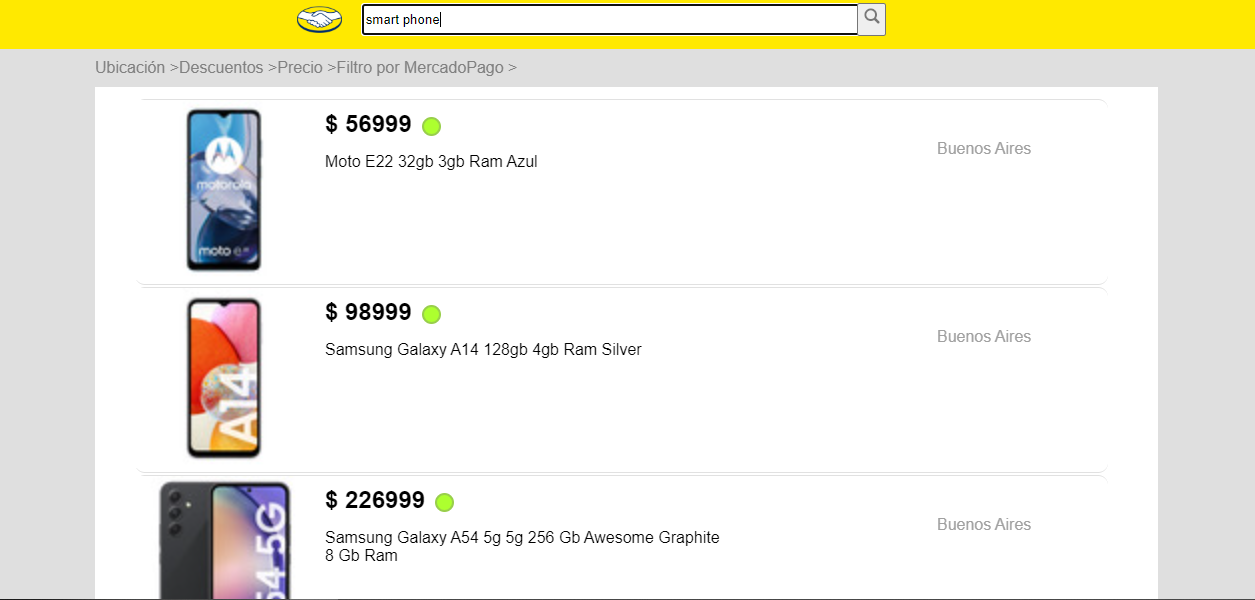 smart phone
Ubicación >Descuentos >Precio >Filtro por MercadoPago >
$ 56999
Moto E22 32gb 3gb Ram Azul
Buenos Aires
motorola
moto e
$ 98999
Samsung Galaxy A14 128gb 4gb Ram Silver
Buenos Aires
A14
$ 226999
Samsung Galaxy A54 5g 5g 256 Gb Awesome Graphite
8 Gb Ram
Buenos Aires
54 5G